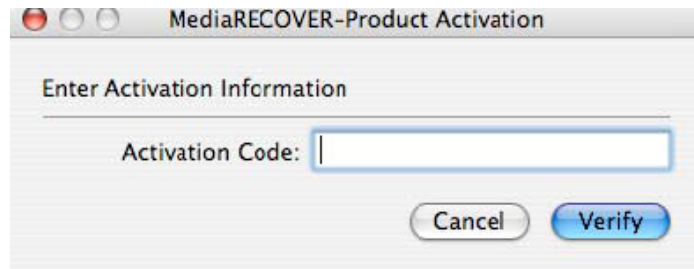 MediaRECOVER-Product Activation
Enter Activation Information
Activation Code:
Cancel
Verify